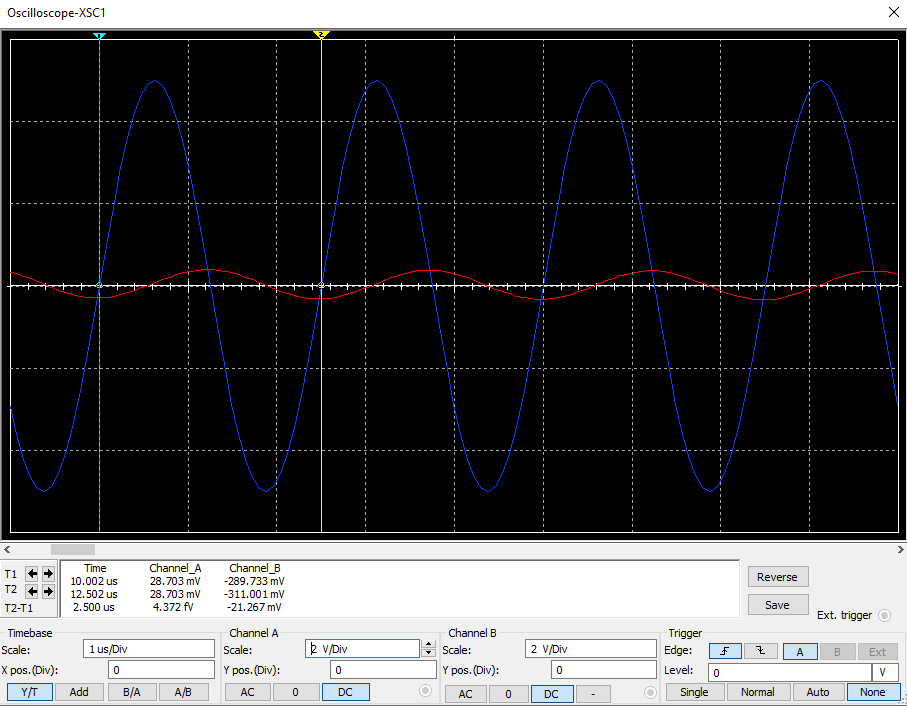 Oscilloscope-XSC1
1 2
Time Channel_A Channel_B
T1 10.002 us 28.703 mV -289.733 mV
T2 12.502 us 28.703 mV -311.001 mV
T2-T1 2.500 us 4.372 fV -21.267 mV
Reverse
Save
Ext. trigger
Timebase
Scale: 1 us/Div
X pos.(Div): 0
Y/T Add B/A A/B
Channel A
Scale: 2 V/Div
Y pos.(Div): 0
AC 0 DC
Channel B
Scale: 2 V/Div
Y pos.(Div): 0
AC 0 DC -
Trigger
Edge: A B Ext
Level: 0 V
Single Normal Auto None